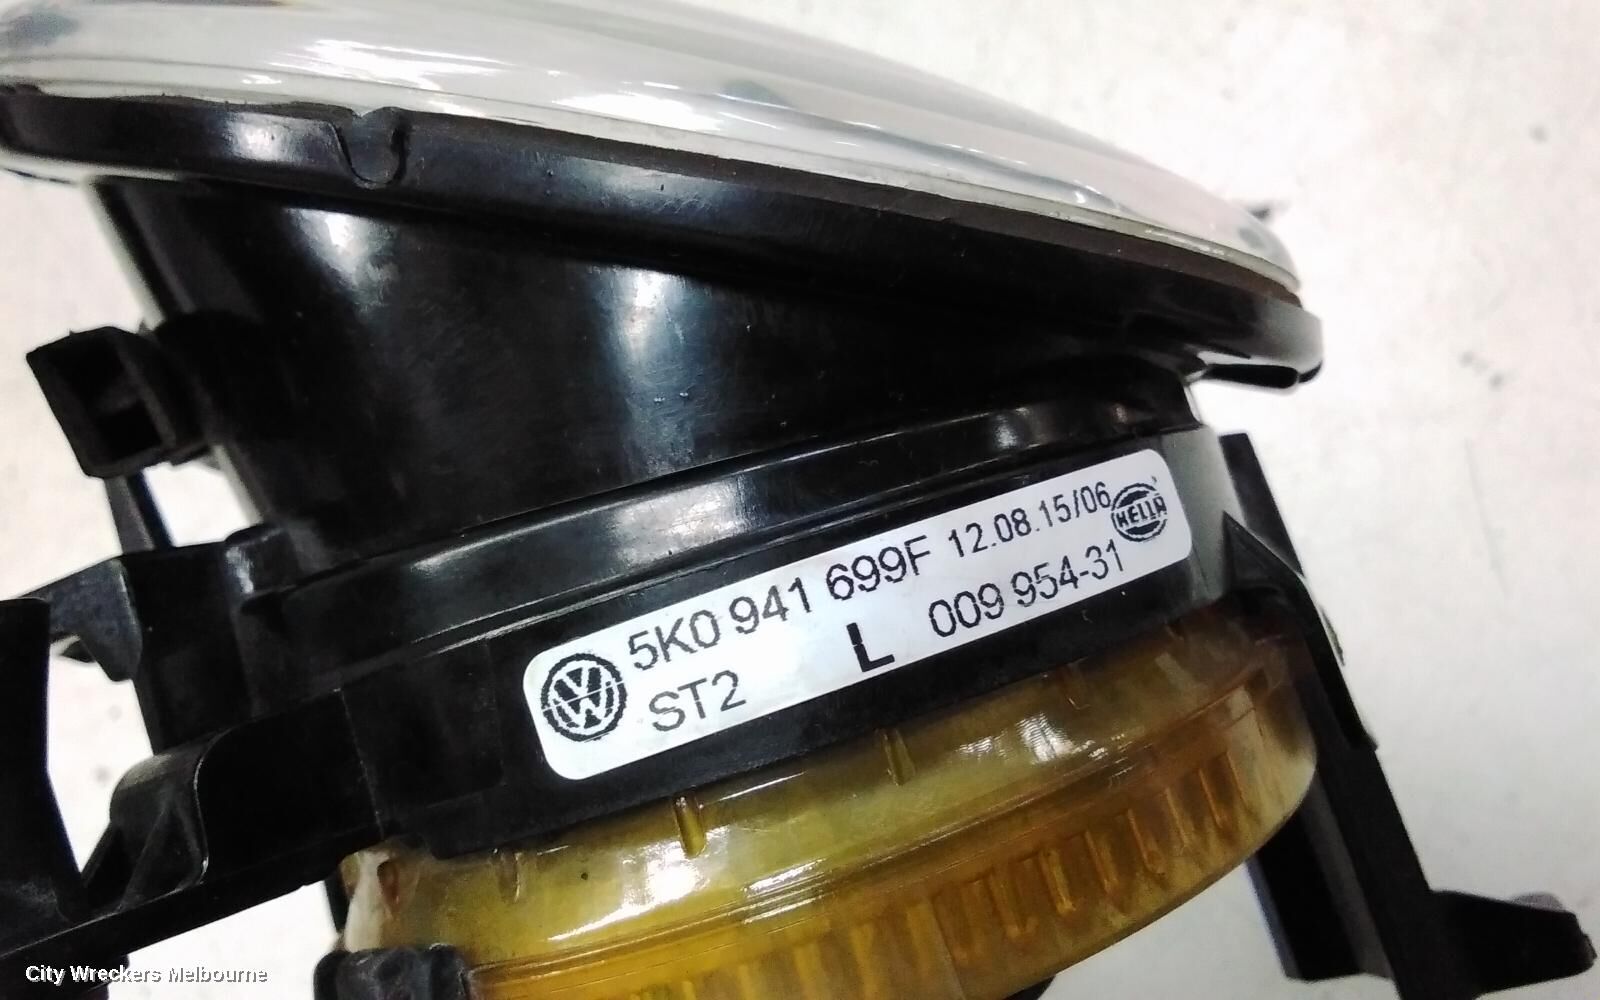 5K0 941 699F 12.08.15/06 HELLA
ST2 L 009 954-31
City Wreckers Melbourne